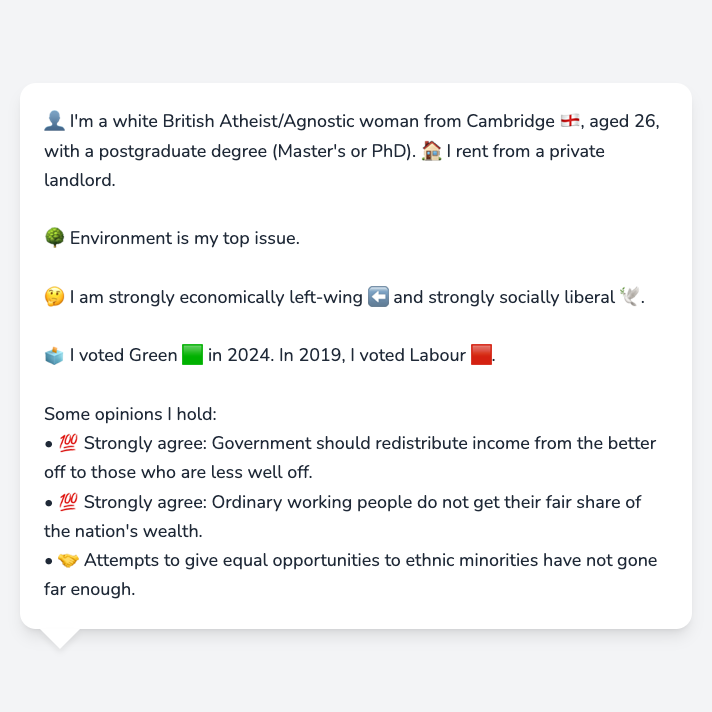 👤 I'm a white British Atheist/Agnostic woman from Cambridge 🏴󠁧󠁢󠁥󠁮󠁧󠁿, aged 26,
with a postgraduate degree (Master's or PhD). 🏠 I rent from a private
landlord.
🌳 Environment is my top issue.
🤔 I am strongly economically left-wing ⬅️ and strongly socially liberal 🕊️.
🗳️ I voted Green 🟩 in 2024. In 2019, I voted Labour 🟥.
Some opinions I hold:
• 💯 Strongly agree: Government should redistribute income from the better
off to those who are less well off.
• 💯 Strongly agree: Ordinary working people do not get their fair share of
the nation's wealth.
• 🤝 Attempts to give equal opportunities to ethnic minorities have not gone
far enough.